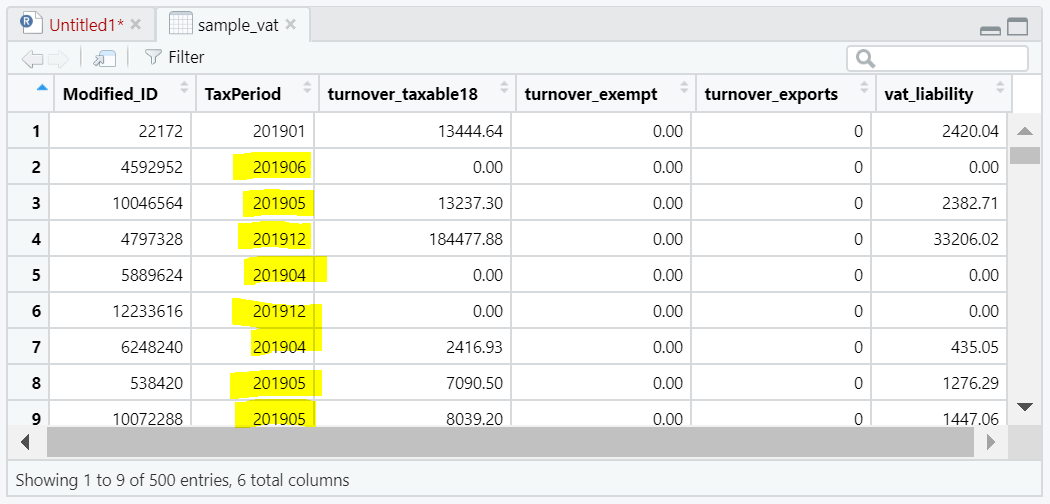 Untitled1* sample_vat
Filter
Modified_ID TaxPeriod turnover_taxable18 turnover_exempt turnover_exports vat_liability
1 22172 201901 13444.64 0.00 0 2420.04
2 4592952 201906 0.00 0.00 0 0.00
3 10046564 201905 13237.30 0.00 0 2382.71
4 4797328 201912 184477.88 0.00 0 33206.02
5 5889624 201904 0.00 0.00 0 0.00
6 12233616 201912 0.00 0.00 0 0.00
7 6248240 201904 2416.93 0.00 0 435.05
8 538420 201905 7090.50 0.00 0 1276.29
9 10072288 201905 8039.20 0.00 0 1447.06
Showing 1 to 9 of 500 entries, 6 total columns